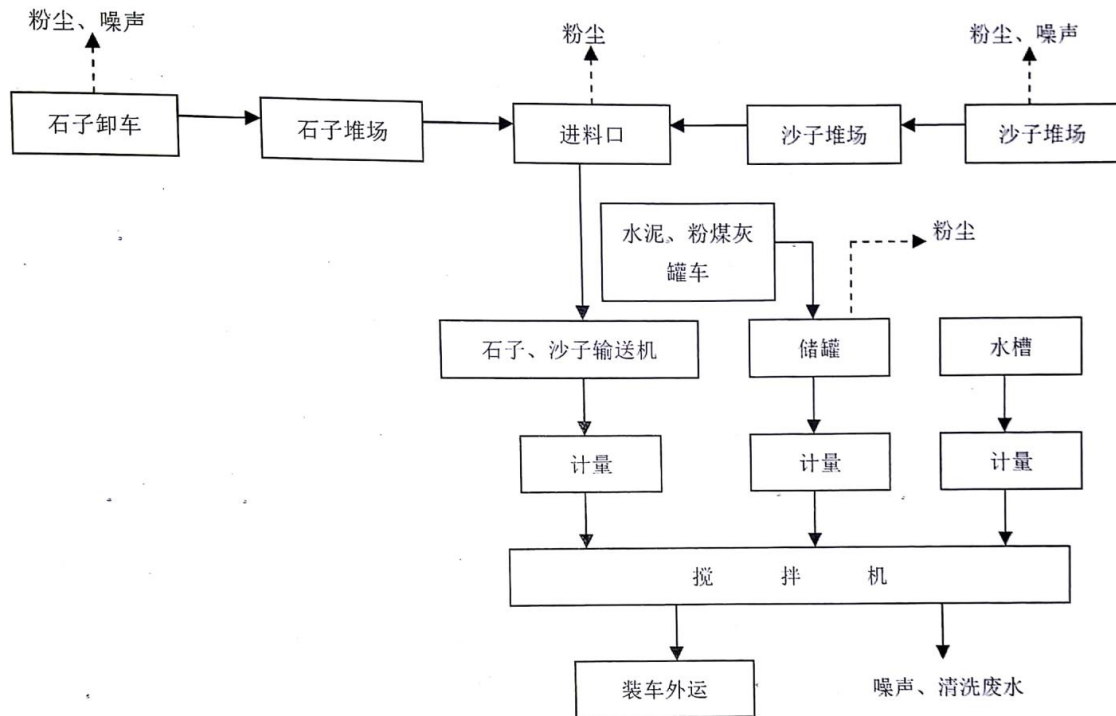 粉尘、噪声
粉尘
粉尘、噪声
石子卸车
石子堆场
进料口
沙子堆场
沙子堆场
水泥、粉煤灰
罐车
粉尘
石子、沙子输送机
储罐
水槽
计量
计量
计量
搅 拌 机
装车外运
噪声、清洗废水